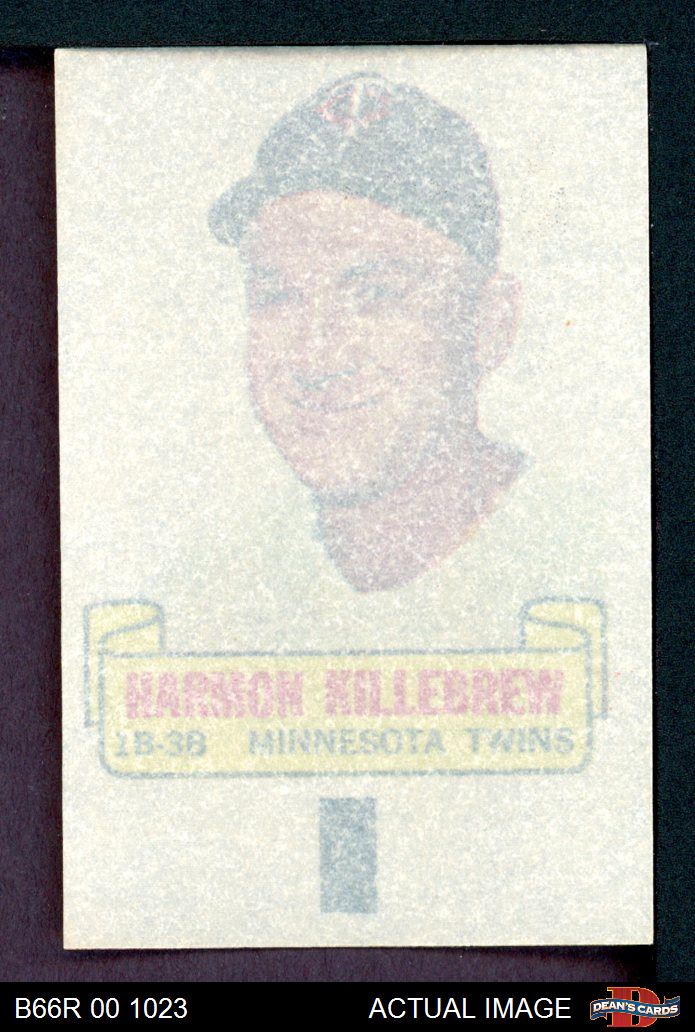 HARMON KILLEBREW
1B-3B MINNESOTA TWINS
B66R 00 1023 ACTUAL IMAGE
D
DEAN'S CARDS